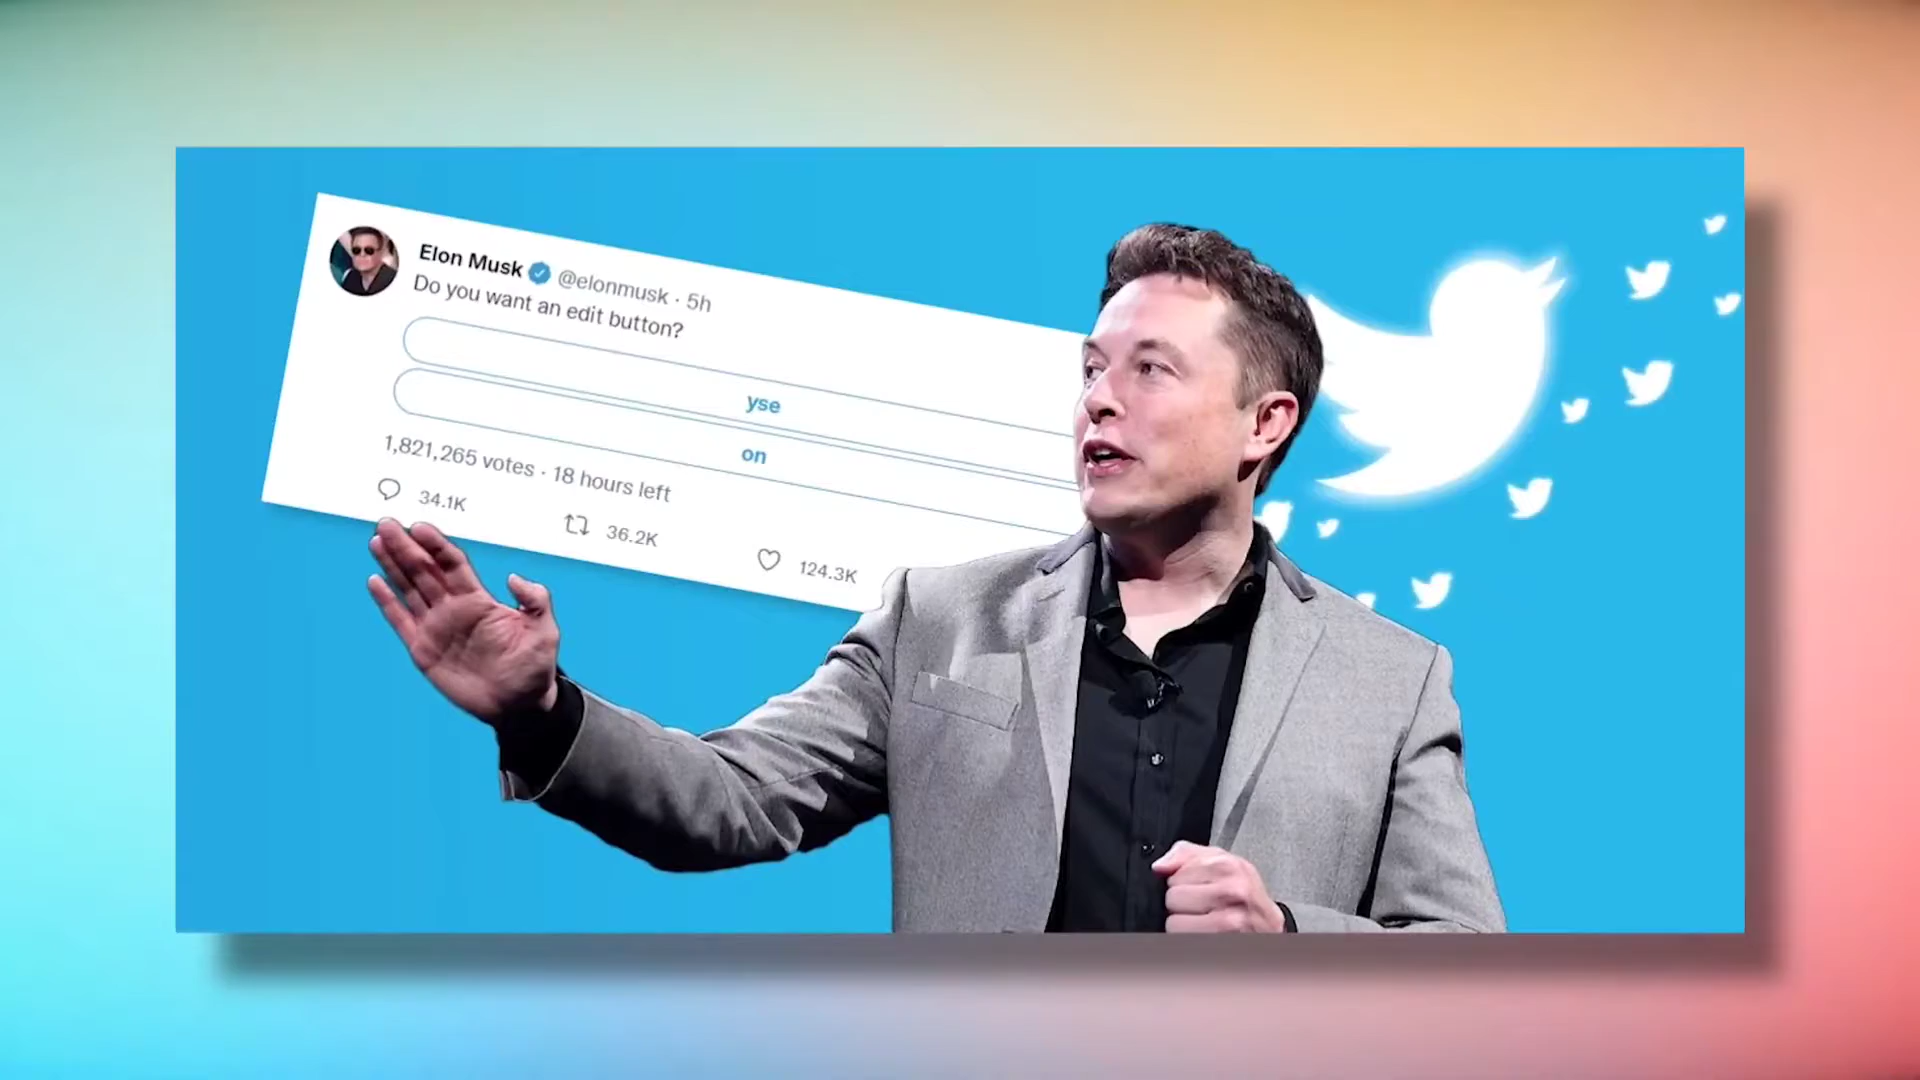 Elon Musk @elonmusk · 5h
Do you want an edit button?
yse
on
1,821,265 votes · 18 hours left
34.1K 36.2K 124.3K